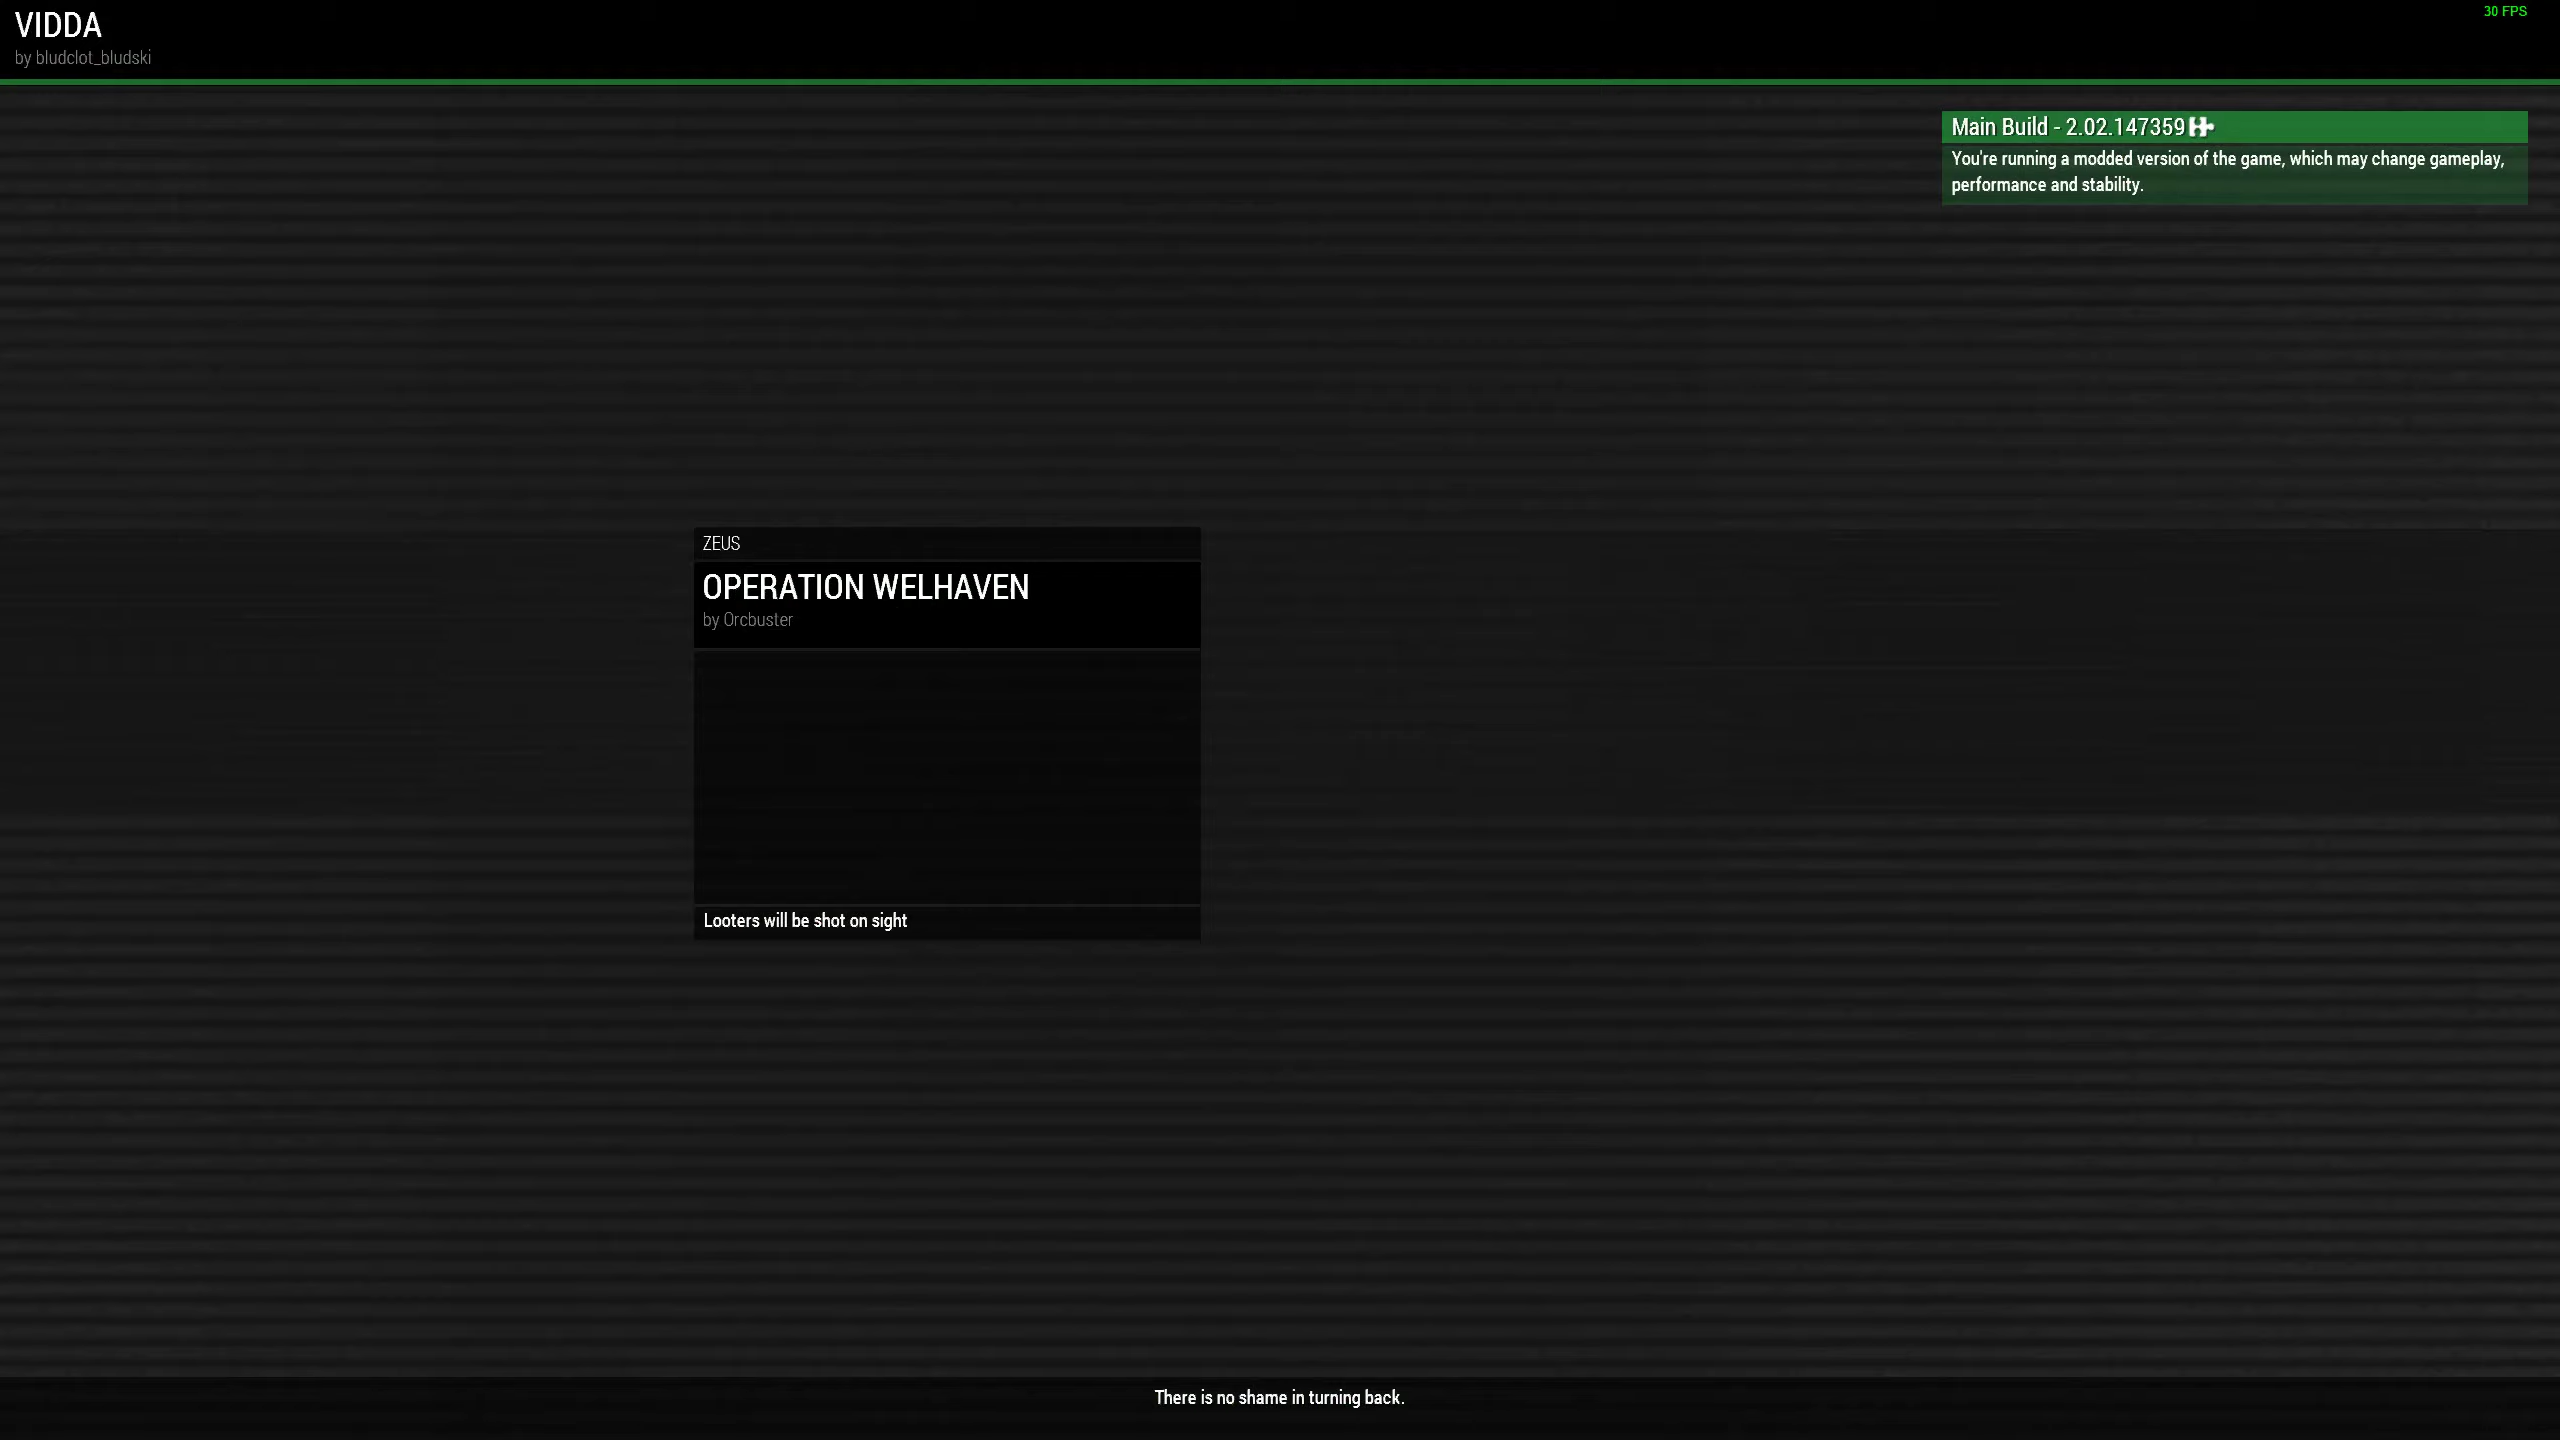 VIDDA
by bludclot_bludski
30 FPS
Main Build - 2.02.147359
You're running a modded version of the game, which may change gameplay,
performance and stability.
ZEUS
OPERATION WELHAVEN
by Orcbuster
Looters will be shot on sight
There is no shame in turning back.